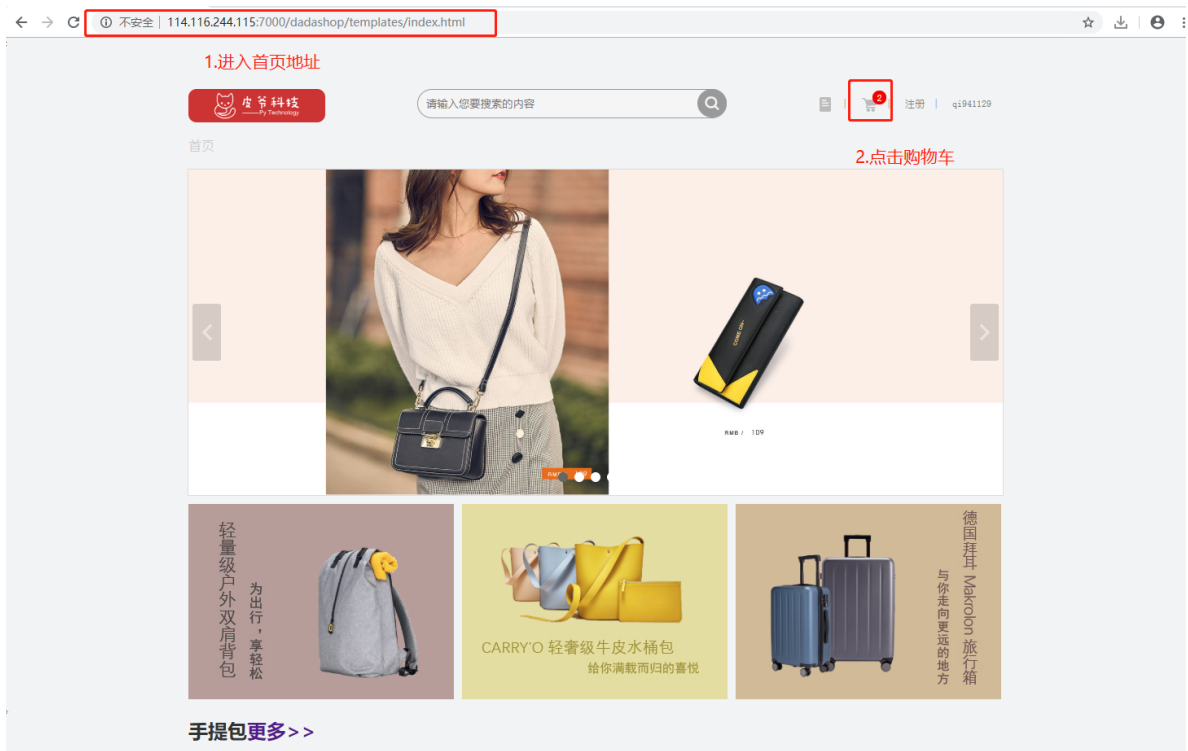 不安全 | 114.116.244.115:7000/dadashop/templates/index.html
1.进入首页地址
皮爷科技
Py Technology
请输入您要搜索的内容
2
注册
qi941129
首页
2.点击购物车
COME ON~
RMB / 109
轻量级户外双肩背包
为出行，享轻松
CARRY'O 轻奢级牛皮水桶包
给你满载而归的喜悦
德国拜耳 Makrolon 旅行箱
与你走向更远的地方
手提包更多>>